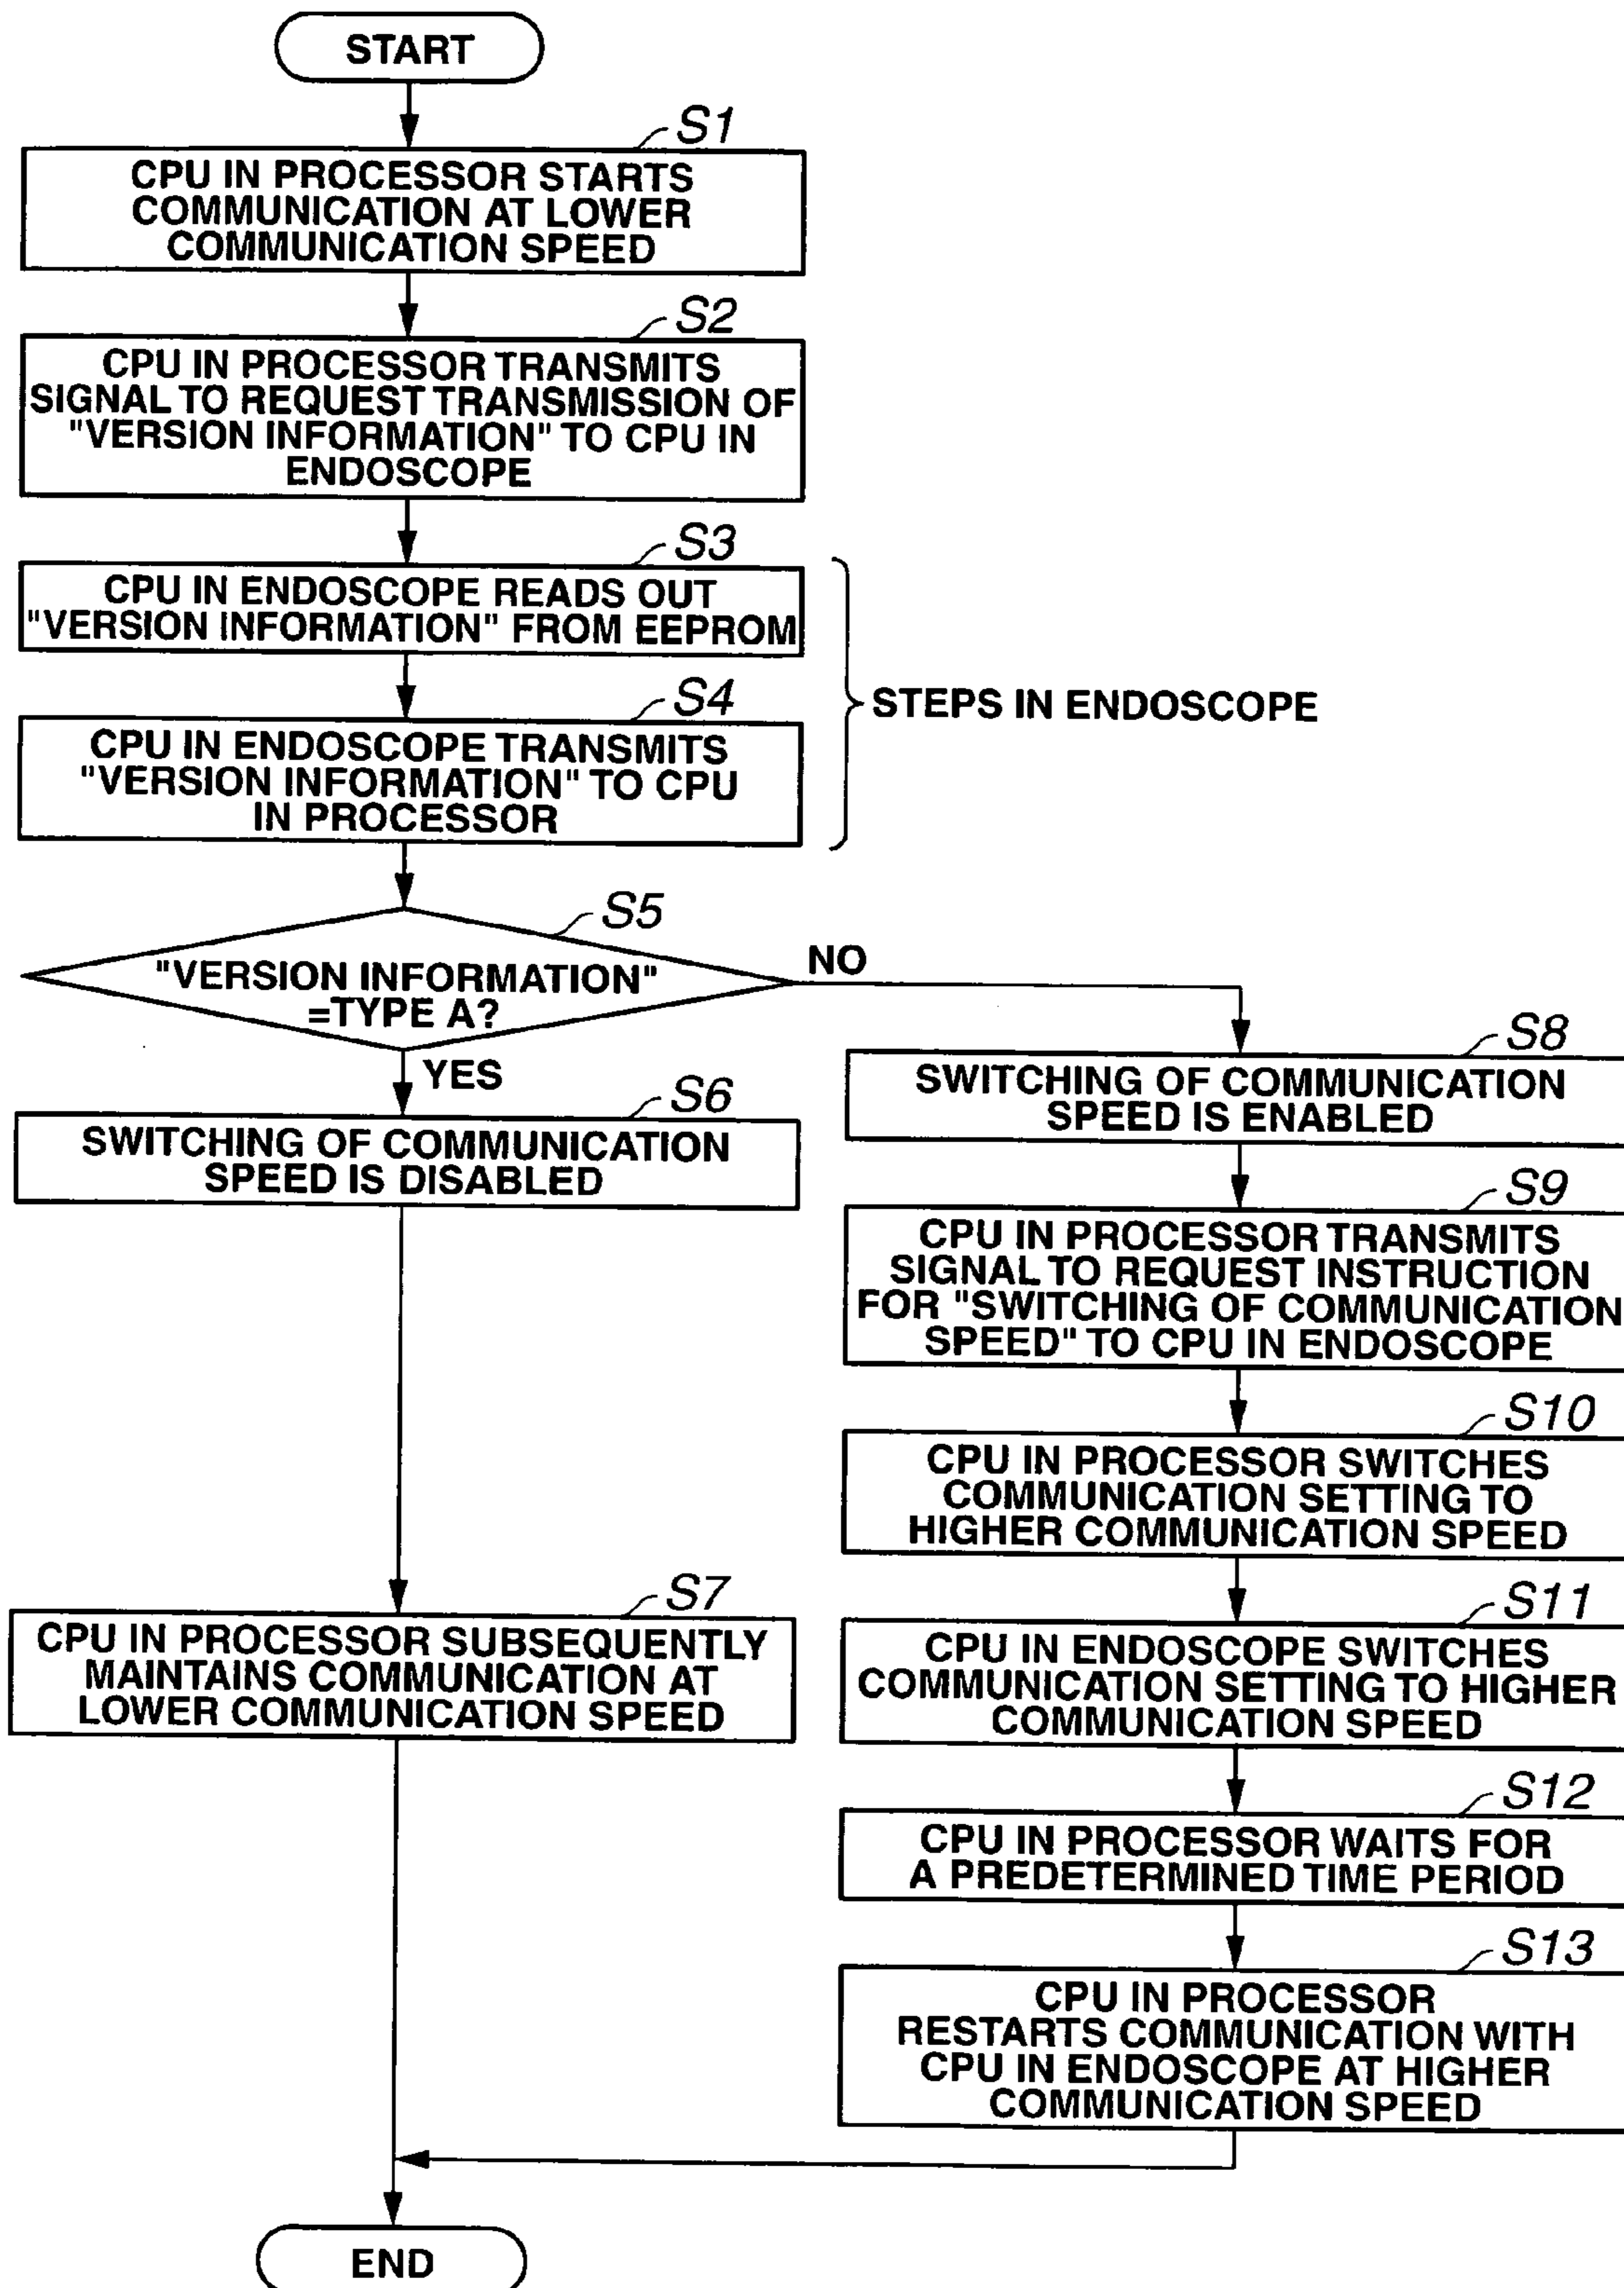 START
S1
CPU IN PROCESSOR STARTS
COMMUNICATION AT LOWER
COMMUNICATION SPEED
S2
CPU IN PROCESSOR TRANSMITS
SIGNAL TO REQUEST TRANSMISSION OF
"VERSION INFORMATION" TO CPU IN
ENDOSCOPE
S3
CPU IN ENDOSCOPE READS OUT
"VERSION INFORMATION" FROM EEPROM
S4
CPU IN ENDOSCOPE TRANSMITS
"VERSION INFORMATION" TO CPU
IN PROCESSOR
STEPS IN ENDOSCOPE
S5
"VERSION INFORMATION"
=TYPE A?
NO
YES
S6
SWITCHING OF COMMUNICATION
SPEED IS DISABLED
S7
CPU IN PROCESSOR SUBSEQUENTLY
MAINTAINS COMMUNICATION AT
LOWER COMMUNICATION SPEED
S8
SWITCHING OF COMMUNICATION
SPEED IS ENABLED
S9
CPU IN PROCESSOR TRANSMITS
SIGNAL TO REQUEST INSTRUCTION
FOR "SWITCHING OF COMMUNICATION
SPEED" TO CPU IN ENDOSCOPE
S10
CPU IN PROCESSOR SWITCHES
COMMUNICATION SETTING TO
HIGHER COMMUNICATION SPEED
S11
CPU IN ENDOSCOPE SWITCHES
COMMUNICATION SETTING TO HIGHER
COMMUNICATION SPEED
S12
CPU IN PROCESSOR WAITS FOR
A PREDETERMINED TIME PERIOD
S13
CPU IN PROCESSOR
RESTARTS COMMUNICATION WITH
CPU IN ENDOSCOPE AT HIGHER
COMMUNICATION SPEED
END